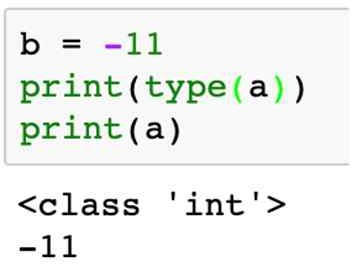 b = -11
print(type(a))
print(a)
<class 'int'>
-11